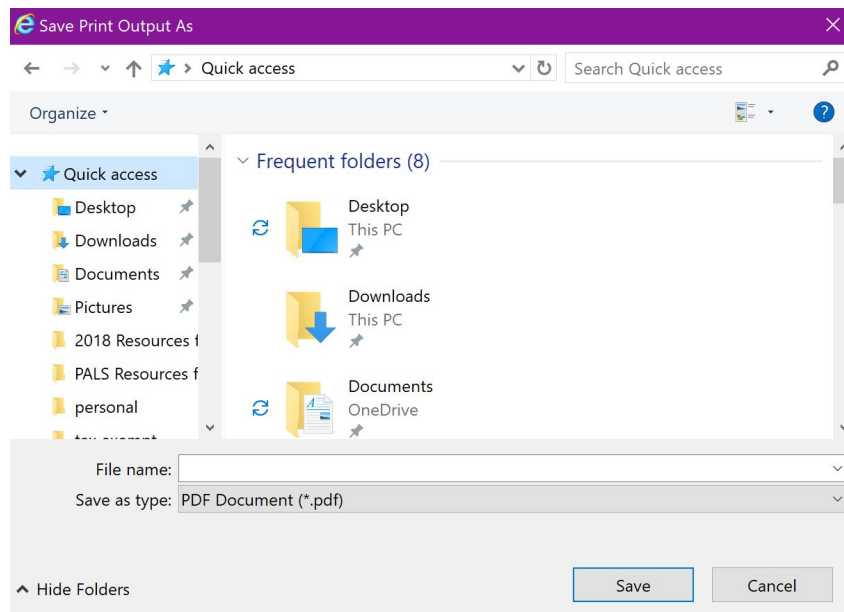 Save Print Output As
Quick access
Search Quick access
Organize
?
Quick access
Desktop
Downloads
Documents
Pictures
2018 Resources f
PALS Resources f
personal
tax exempt
Frequent folders (8)
Desktop
This PC
Downloads
This PC
Documents
OneDrive
File name:
Save as type: PDF Document (*.pdf)
Hide Folders
Save
Cancel